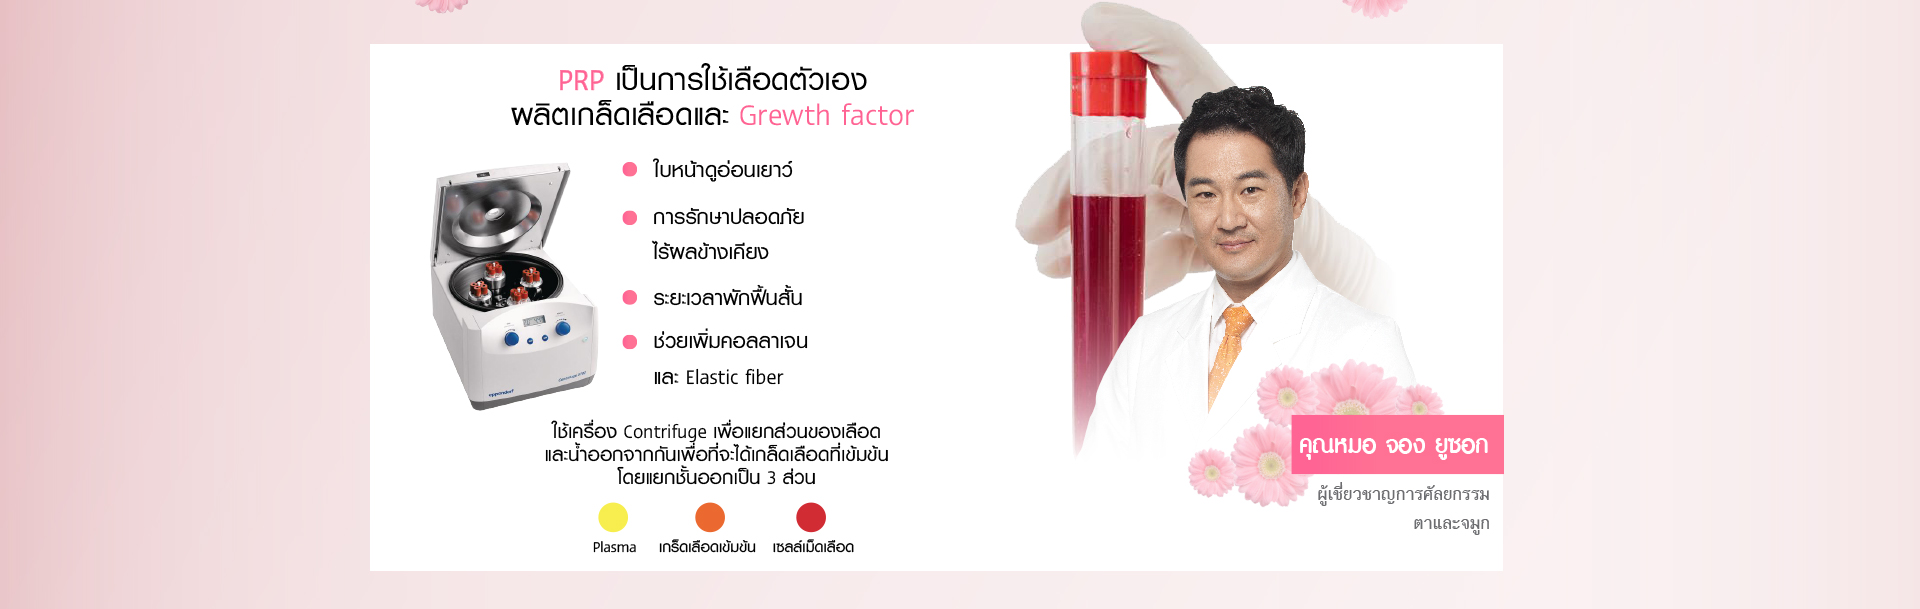 PRP เป็นการใช้เลือดตัวเอง
ผลิตเกล็ดเลือดและ Grewth factor
ใบหน้าดูอ่อนเยาว์
การรักษาปลอดภัย
ไร้ผลข้างเคียง
ระยะเวลาพักฟื้นสั้น
ช่วยเพิ่มคอลลาเจน
และ Elastic fiber
eppendorf
ใช้เครื่อง Contrifuge เพื่อแยกส่วนของเลือด
และน้ำออกจากกันเพื่อที่จะได้เกล็ดเลือดที่เข้มข้น
โดยแยกชั้นออกเป็น 3 ส่วน
Plasma
เกร็ดเลือดเข้มข้น
เซลล์เม็ดเลือด
คุณหมอ จอง ยูซอก
ผู้เชี่ยวชาญการศัลยกรรม
ตาและจมูก